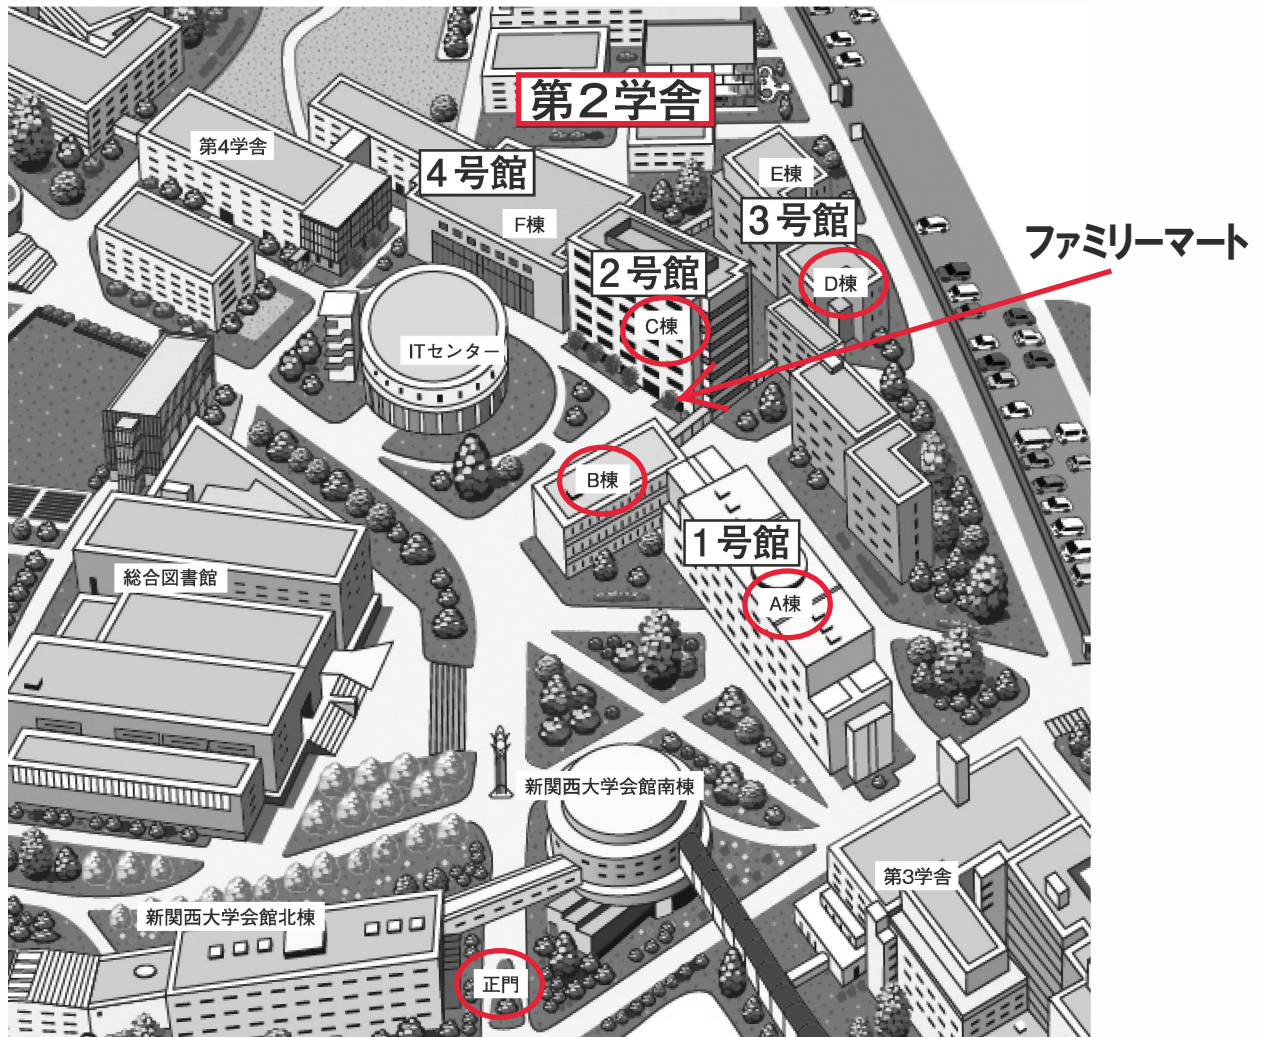 第2学舎
第4学舎
4号館
E棟
F棟
3号館
ファミリーマート
2号館
D棟
C棟
ITセンター
B棟
1号館
総合図書館
A棟
新関西大学会館南棟
第3学舎
新関西大学会館北棟
正門